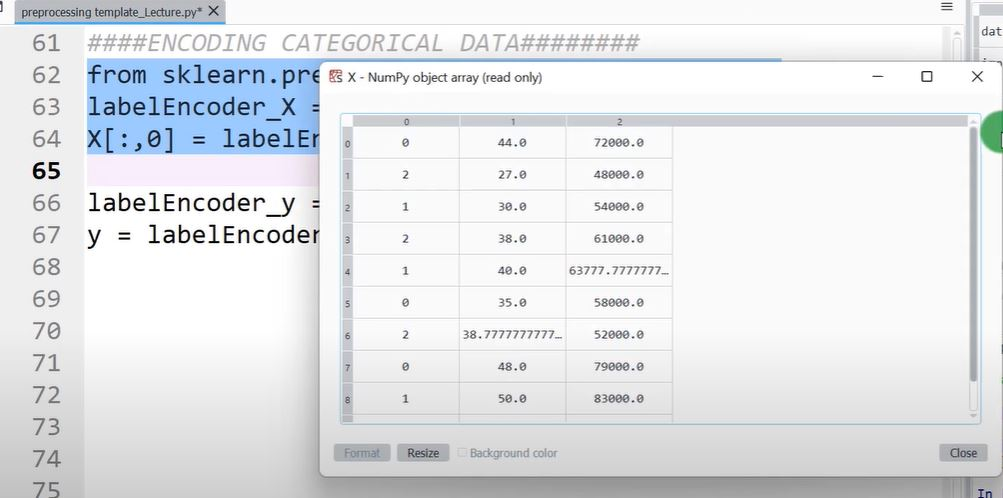 preprocessing template_Lecture.py*
61 ####ENCODING CATEGORICAL DATA########
62 from sklearn.pre
63 labelEncoder_X =
64 X[:,0] = labelEn
65
66 labelEncoder_y =
67 y = labelEncoder
68
69
70
71
72
73
74
75
X - NumPy object array (read only)
0 1 2
0 0 44.0 72000.0
1 2 27.0 48000.0
2 1 30.0 54000.0
3 2 38.0 61000.0
4 1 40.0 63777.7777777…
5 0 35.0 58000.0
6 2 38.7777777777… 52000.0
7 0 48.0 79000.0
8 1 50.0 83000.0
Format Resize Background color Close
dat
In